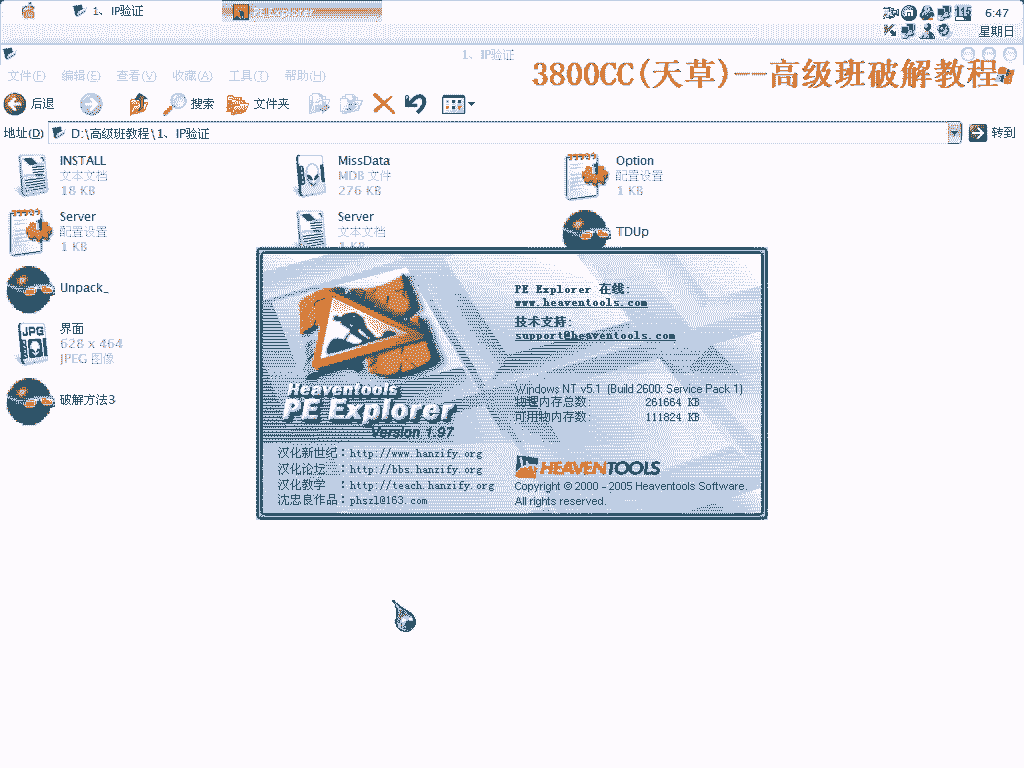 1、IP验证
PE Explorer
115
6:47
星期日
1、IP验证
3800CC(天草)--高级班破解教程
文件(F) 编辑(E) 查看(V) 收藏(A) 工具(T) 帮助(H)
后退
搜索
文件夹
地址(D)
D:\高级班教程\1、IP验证
转到
INSTALL
文本文档
18 KB
MissData
MDB 文件
276 KB
Option
配置设置
1 KB
Server
配置设置
1 KB
Server
文本文档
1 KB
TDUp
Unpack_
JPG
界面
628 x 464
JPEG 图像
破解方法3
PE Explorer 在线:
www.heaventools.com
技术支持:
support@heaventools.com
Heaventools
PE Explorer
Version 1.97
Windows NT v5.1 (Build 2600: Service Pack 1)
物理内存总数: 261664 KB
可用物内存数: 111824 KB
汉化新世纪：http://www.hanzify.org
汉化论坛：http://bbs.hanzify.org
汉化教学：http://teach.hanzify.org
沈忠良作品：phszl@163.com
HEAVENTOOLS
Copyright © 2000 - 2005 Heaventools Software.
All rights reserved.